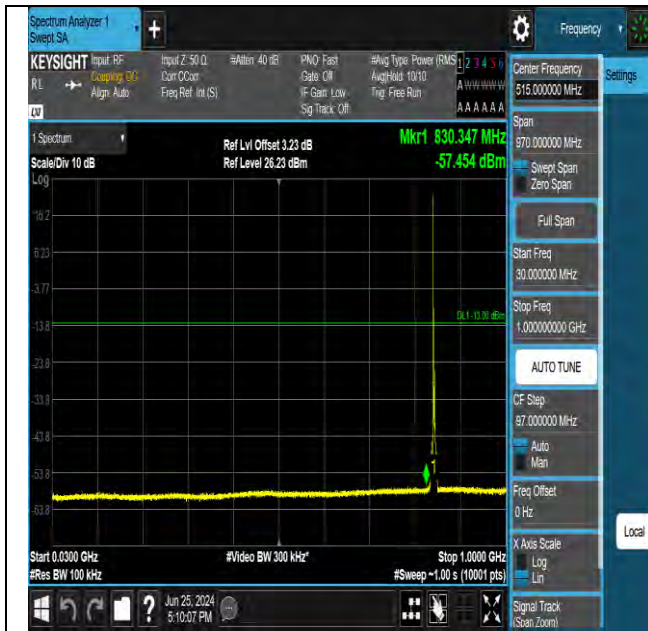 Spectrum Analyzer 1
Swept SA
Frequency
KEYSIGHT
RL
Input: RF
Coupling: DC
Align: Auto
Input Z: 50 Ω
Corr CCorr
Freq Ref: Int (S)
#Atten: 40 dB
PNO: Fast
Gate: Off
IF Gain: Low
Sig Track: Off
#Avg Type: Power (RMS
Avg|Hold: 10/10
Trig: Free Run
1 2 3 4 5 6
A W W W W W
A A A A A A
LXI
1 Spectrum
Scale/Div 10 dB
Log
Ref Lvl Offset 3.23 dB
Ref Level 26.23 dBm
Mkr1 830.347 MHz
-57.454 dBm
16.2
6.23
-3.77
-13.8
-23.8
-33.8
-43.8
-53.8
-63.8
DL1 -13.00 dBm
Start 0.0300 GHz
#Res BW 100 kHz
#Video BW 300 kHz*
Stop 1.0000 GHz
#Sweep ~1.00 s (10001 pts)
Center Frequency
515.000000 MHz
Settings
Span
970.000000 MHz
Swept Span
Zero Span
Full Span
Start Freq
30.000000 MHz
Stop Freq
1.000000000 GHz
AUTO TUNE
CF Step
97.000000 MHz
Auto
Man
Freq Offset
0 Hz
X Axis Scale
Log
Lin
Signal Track
(Span Zoom)
Local
?
Jun 25, 2024
5:10:07 PM